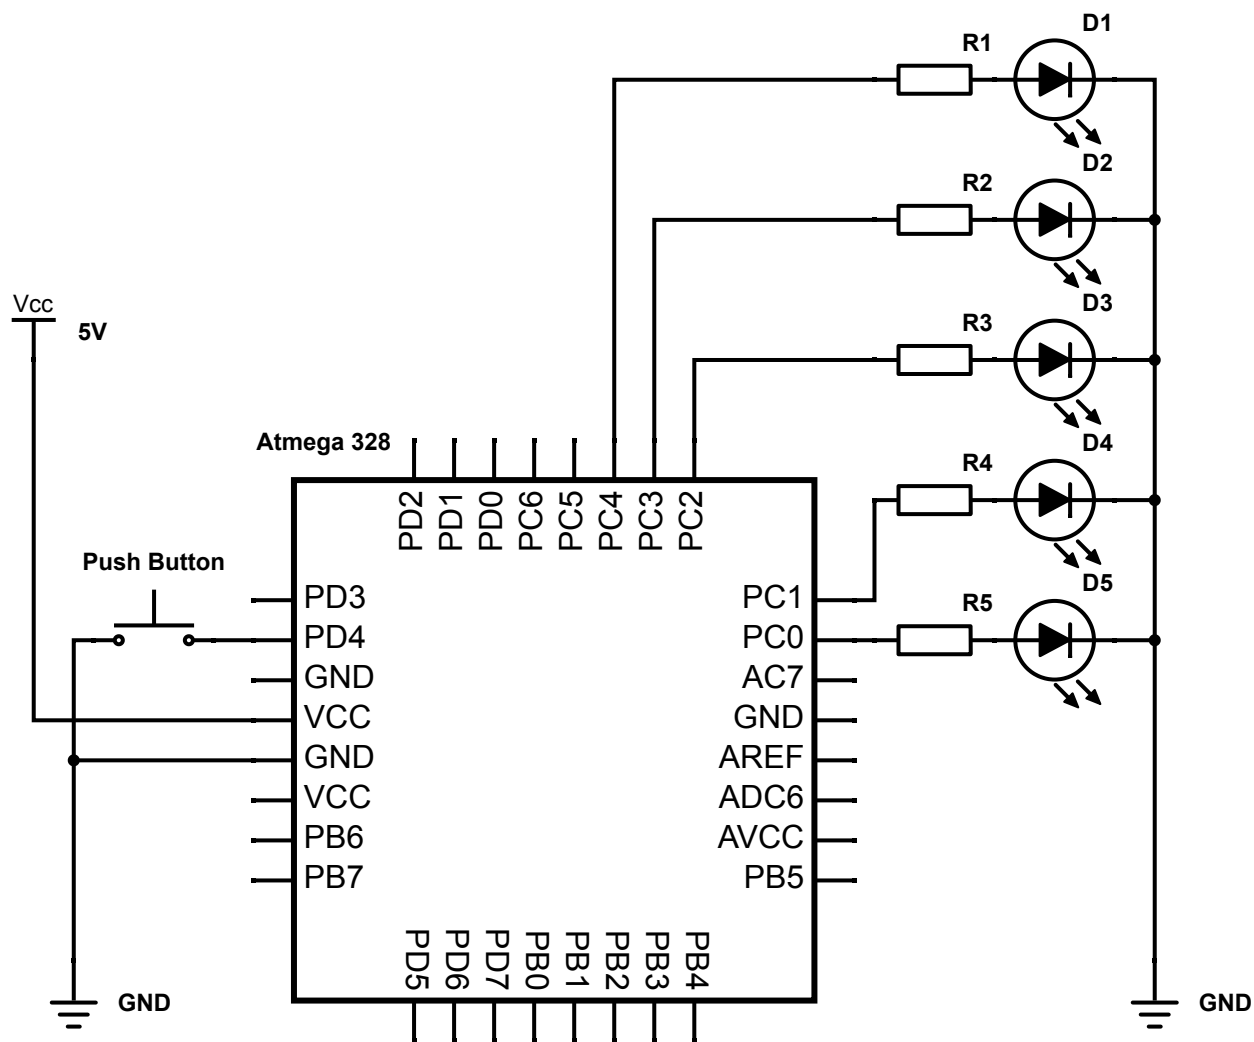 D1
R1
D2
R2
D3
R3
Vcc
5V
D4
Atmega 328
R4
PD2
PD1
PD0
PC6
PC5
PC4
PC3
PC2
Push Button
D5
PD3
PC1
R5
PD4
PC0
GND
AC7
VCC
GND
GND
AREF
VCC
ADC6
PB6
AVCC
PB7
PB5
PD5
PD6
PD7
PB0
PB1
PB2
PB3
PB4
GND
GND